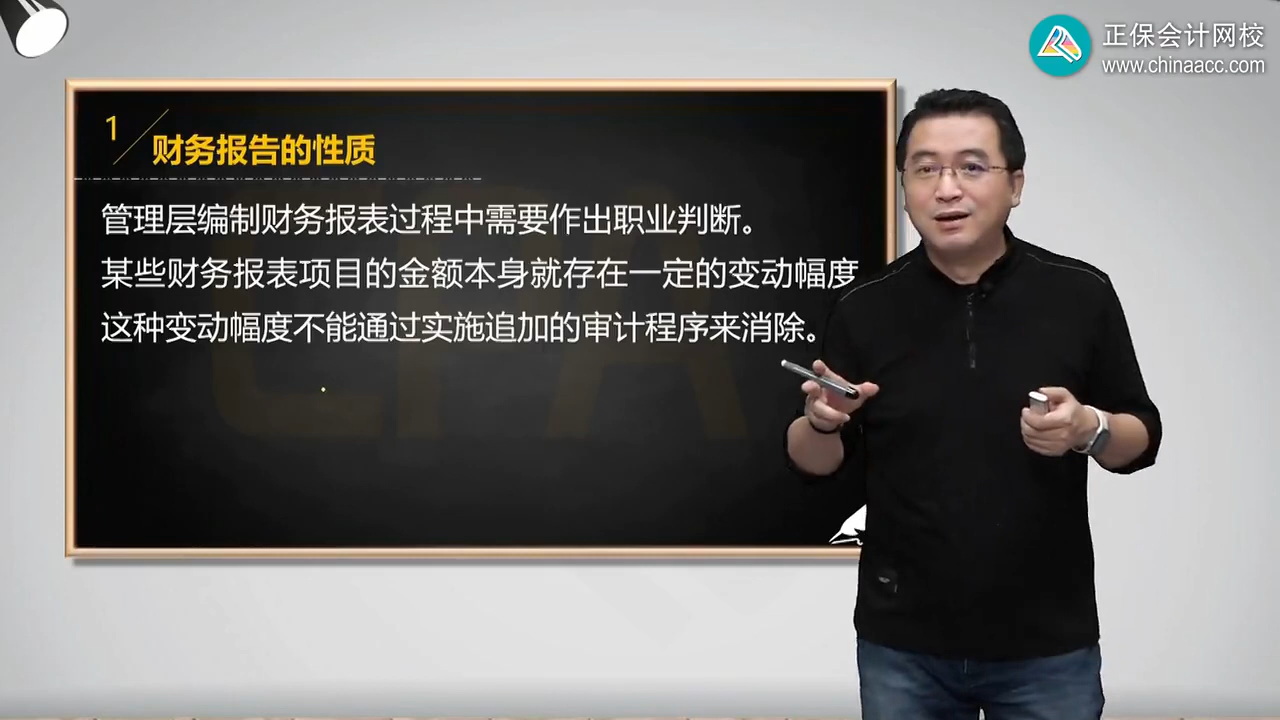 正保会计网校
www.chinaacc.com
1
财务报告的性质
管理层编制财务报表过程中需要作出职业判断。
某些财务报表项目的金额本身就存在一定的变动幅度
这种变动幅度不能通过实施追加的审计程序来消除。
CPA